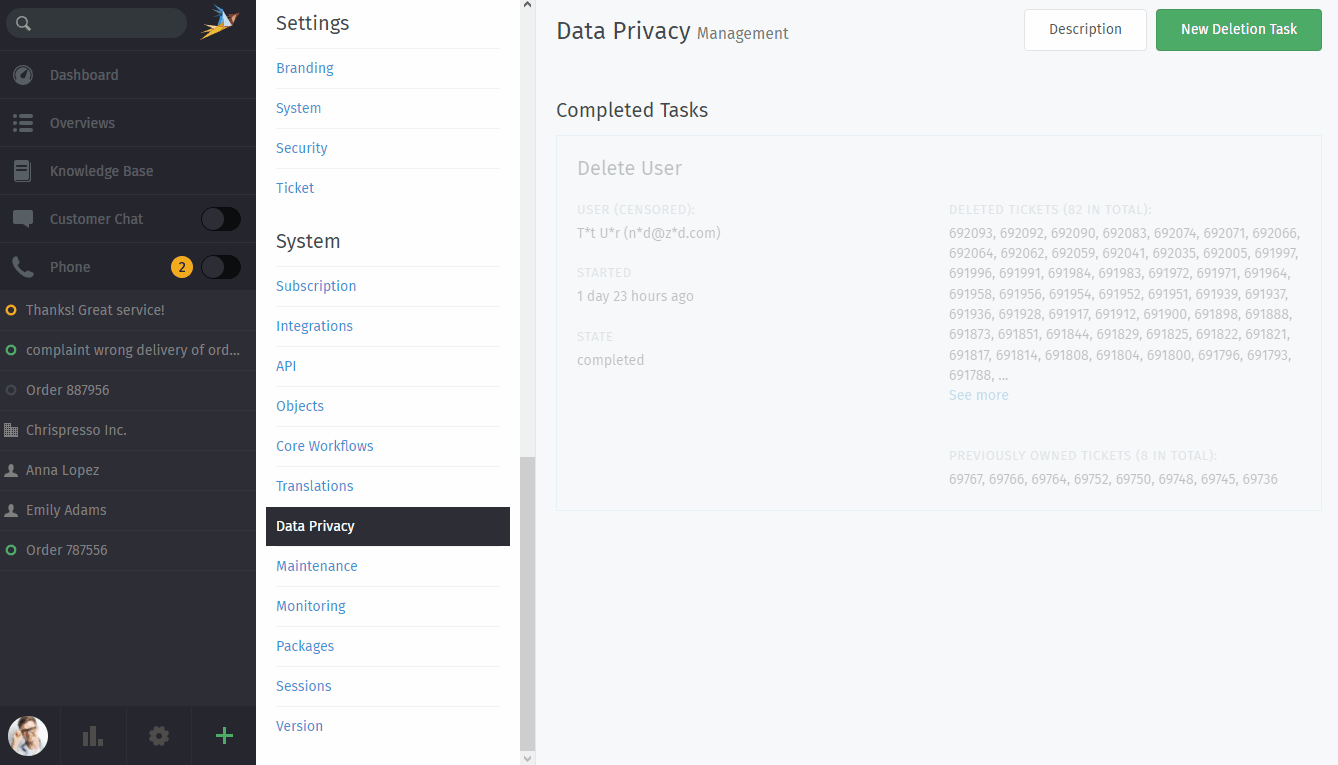 Dashboard
Overviews
Knowledge Base
Customer Chat
Phone
2
Thanks! Great service!
complaint wrong delivery of ord...
Order 887956
Chrispresso Inc.
Anna Lopez
Emily Adams
Order 787556
Settings
Branding
System
Security
Ticket
System
Subscription
Integrations
API
Objects
Core Workflows
Translations
Data Privacy
Maintenance
Monitoring
Packages
Sessions
Version
Data Privacy Management
Description
New Deletion Task
Completed Tasks
Delete User
USER (CENSORED):
T*t U*r (n*d@z*d.com)
STARTED
1 day 23 hours ago
STATE
completed
DELETED TICKETS (82 IN TOTAL):
692093, 692092, 692090, 692083, 692074, 692071, 692066,
692064, 692062, 692059, 692041, 692035, 692005, 691997,
691996, 691991, 691984, 691983, 691972, 691971, 691964,
691958, 691956, 691954, 691952, 691951, 691939, 691937,
691936, 691928, 691917, 691912, 691900, 691898, 691888,
691873, 691851, 691844, 691829, 691825, 691822, 691821,
691817, 691814, 691808, 691804, 691800, 691796, 691793,
691788, ...
See more
PREVIOUSLY OWNED TICKETS (8 IN TOTAL):
69767, 69766, 69764, 69752, 69750, 69748, 69745, 69736